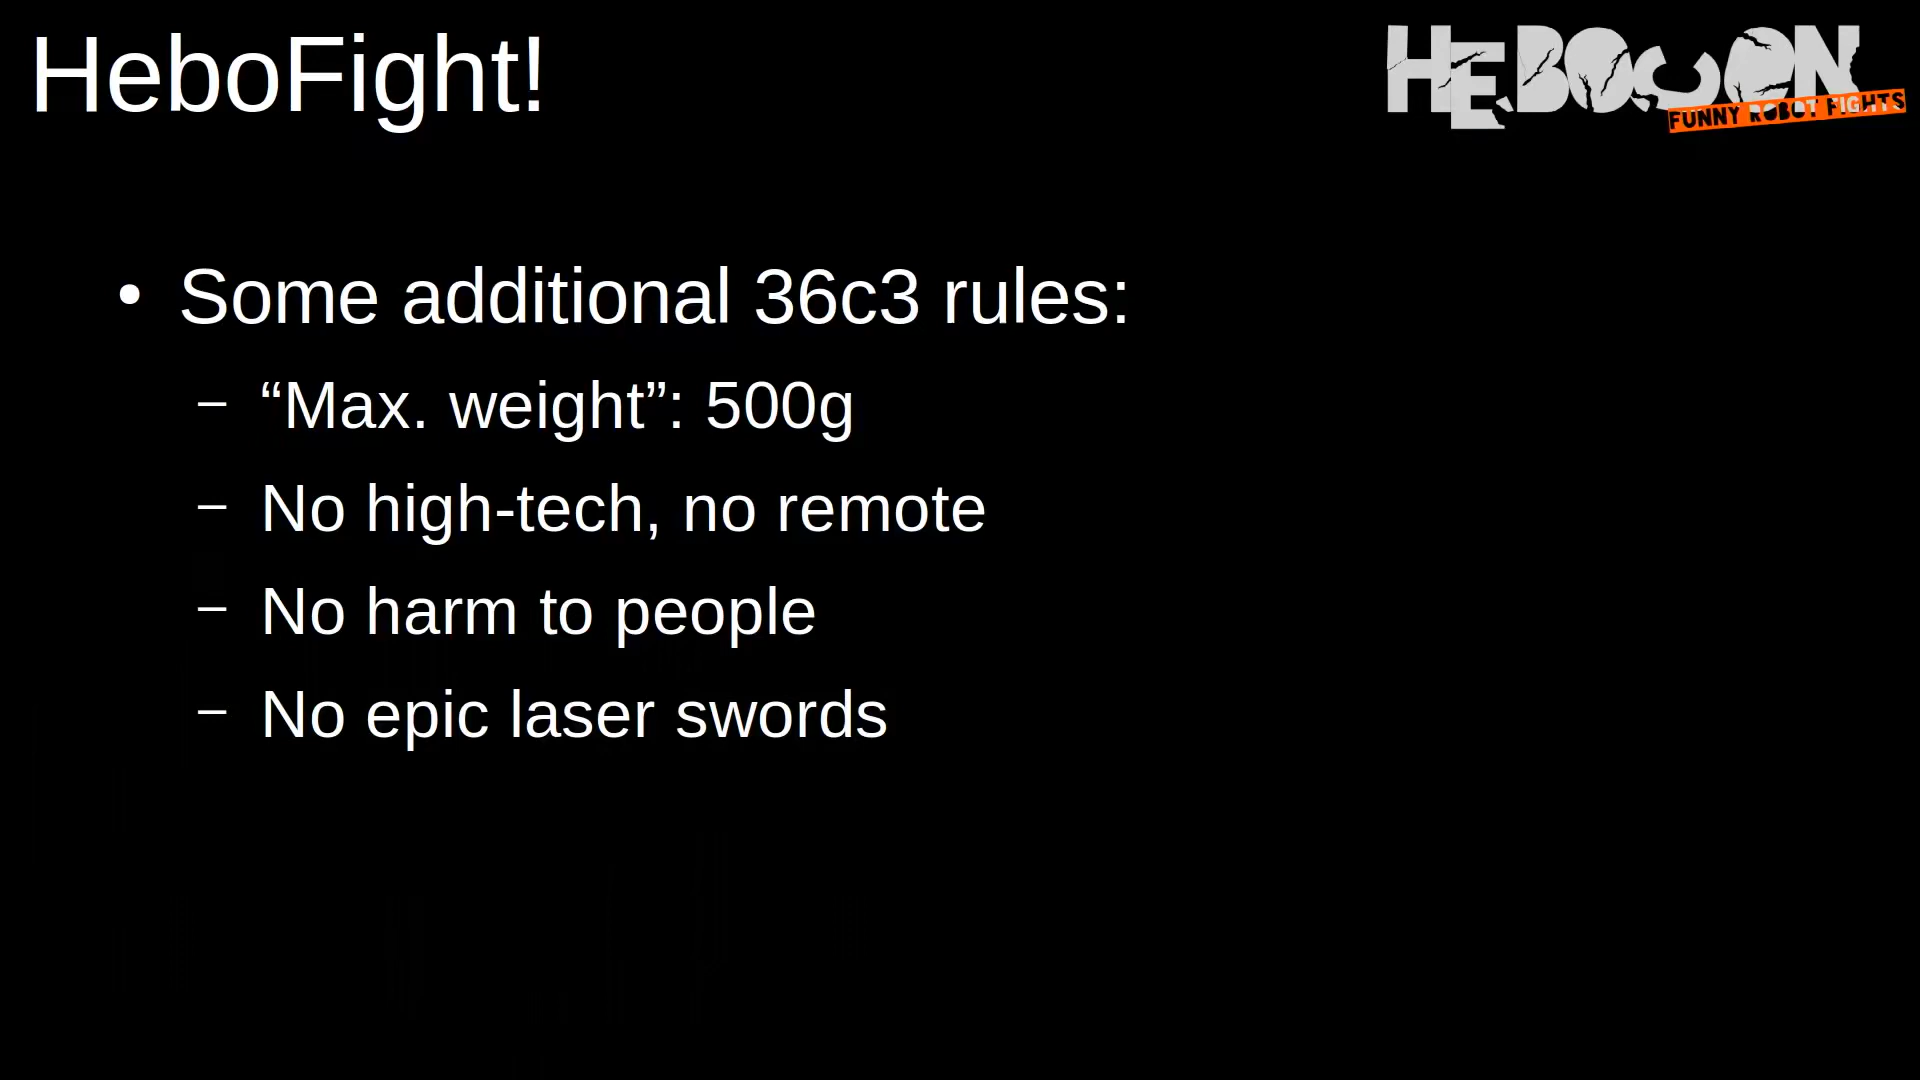 HeboFight!
HEBOCON
FUNNY ROBOT FIGHTS
• Some additional 36c3 rules:
– “Max. weight”: 500g
– No high-tech, no remote
– No harm to people
– No epic laser swords